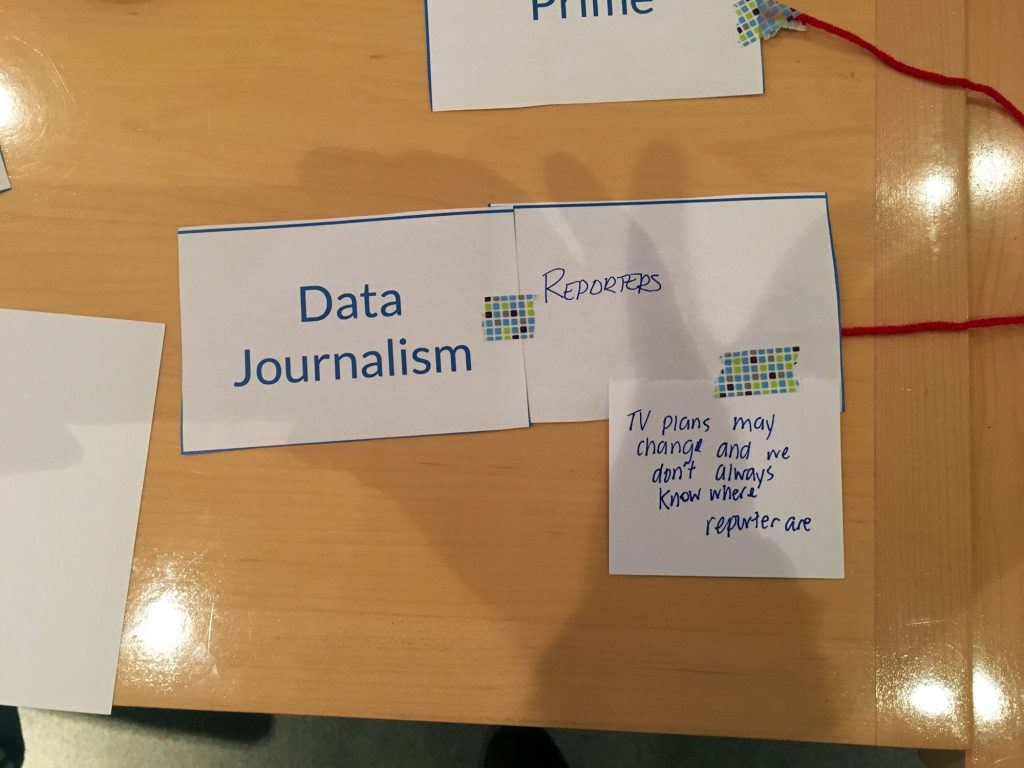 Prime
Data
Journalism
REPORTERS
TV plans may
change and we
don't always
know where
reporter are